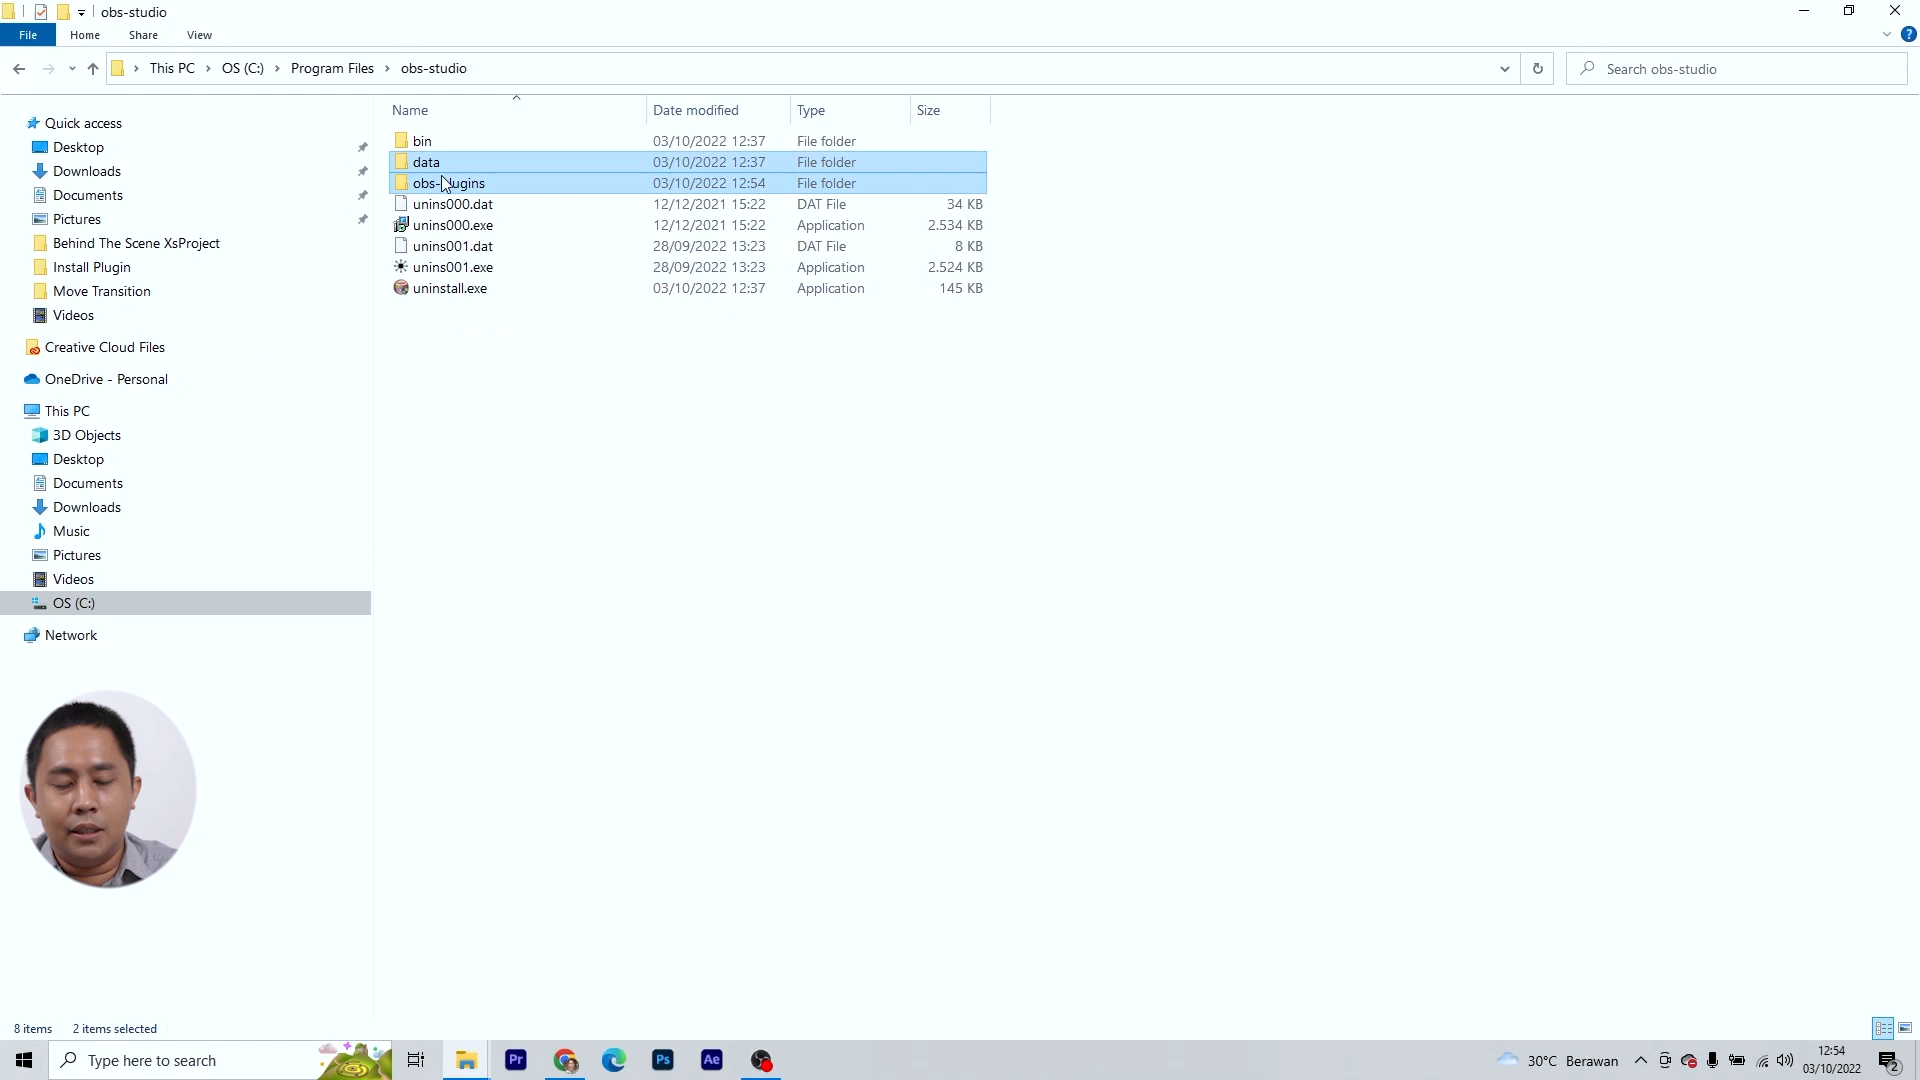 obs-studio
File Home Share View
This PC OS (C:) Program Files obs-studio
Search obs-studio
Name Date modified Type Size
bin 03/10/2022 12:37 File folder
data 03/10/2022 12:37 File folder
03/10/2022 12:54 File folder
unins000.dat 12/12/2021 15:22 DAT File 34 KB
unins000.exe 12/12/2021 15:22 Application 2.534 KB
unins001.dat 28/09/2022 13:23 DAT File 8 KB
unins001.exe 28/09/2022 13:23 Application 2.524 KB
uninstall.exe 03/10/2022 12:37 Application 145 KB
Quick access
Desktop
Downloads
Documents
Pictures
Behind The Scene XsProject
Install Plugin
Move Transition
Videos
Creative Cloud Files
OneDrive - Personal
This PC
3D Objects
Desktop
Documents
Downloads
Music
Pictures
Videos
OS (C:)
Network
8 items 2 items selected
Type here to search
Pr
Ps
Ae
30°C Berawan
12:54
03/10/2022
2